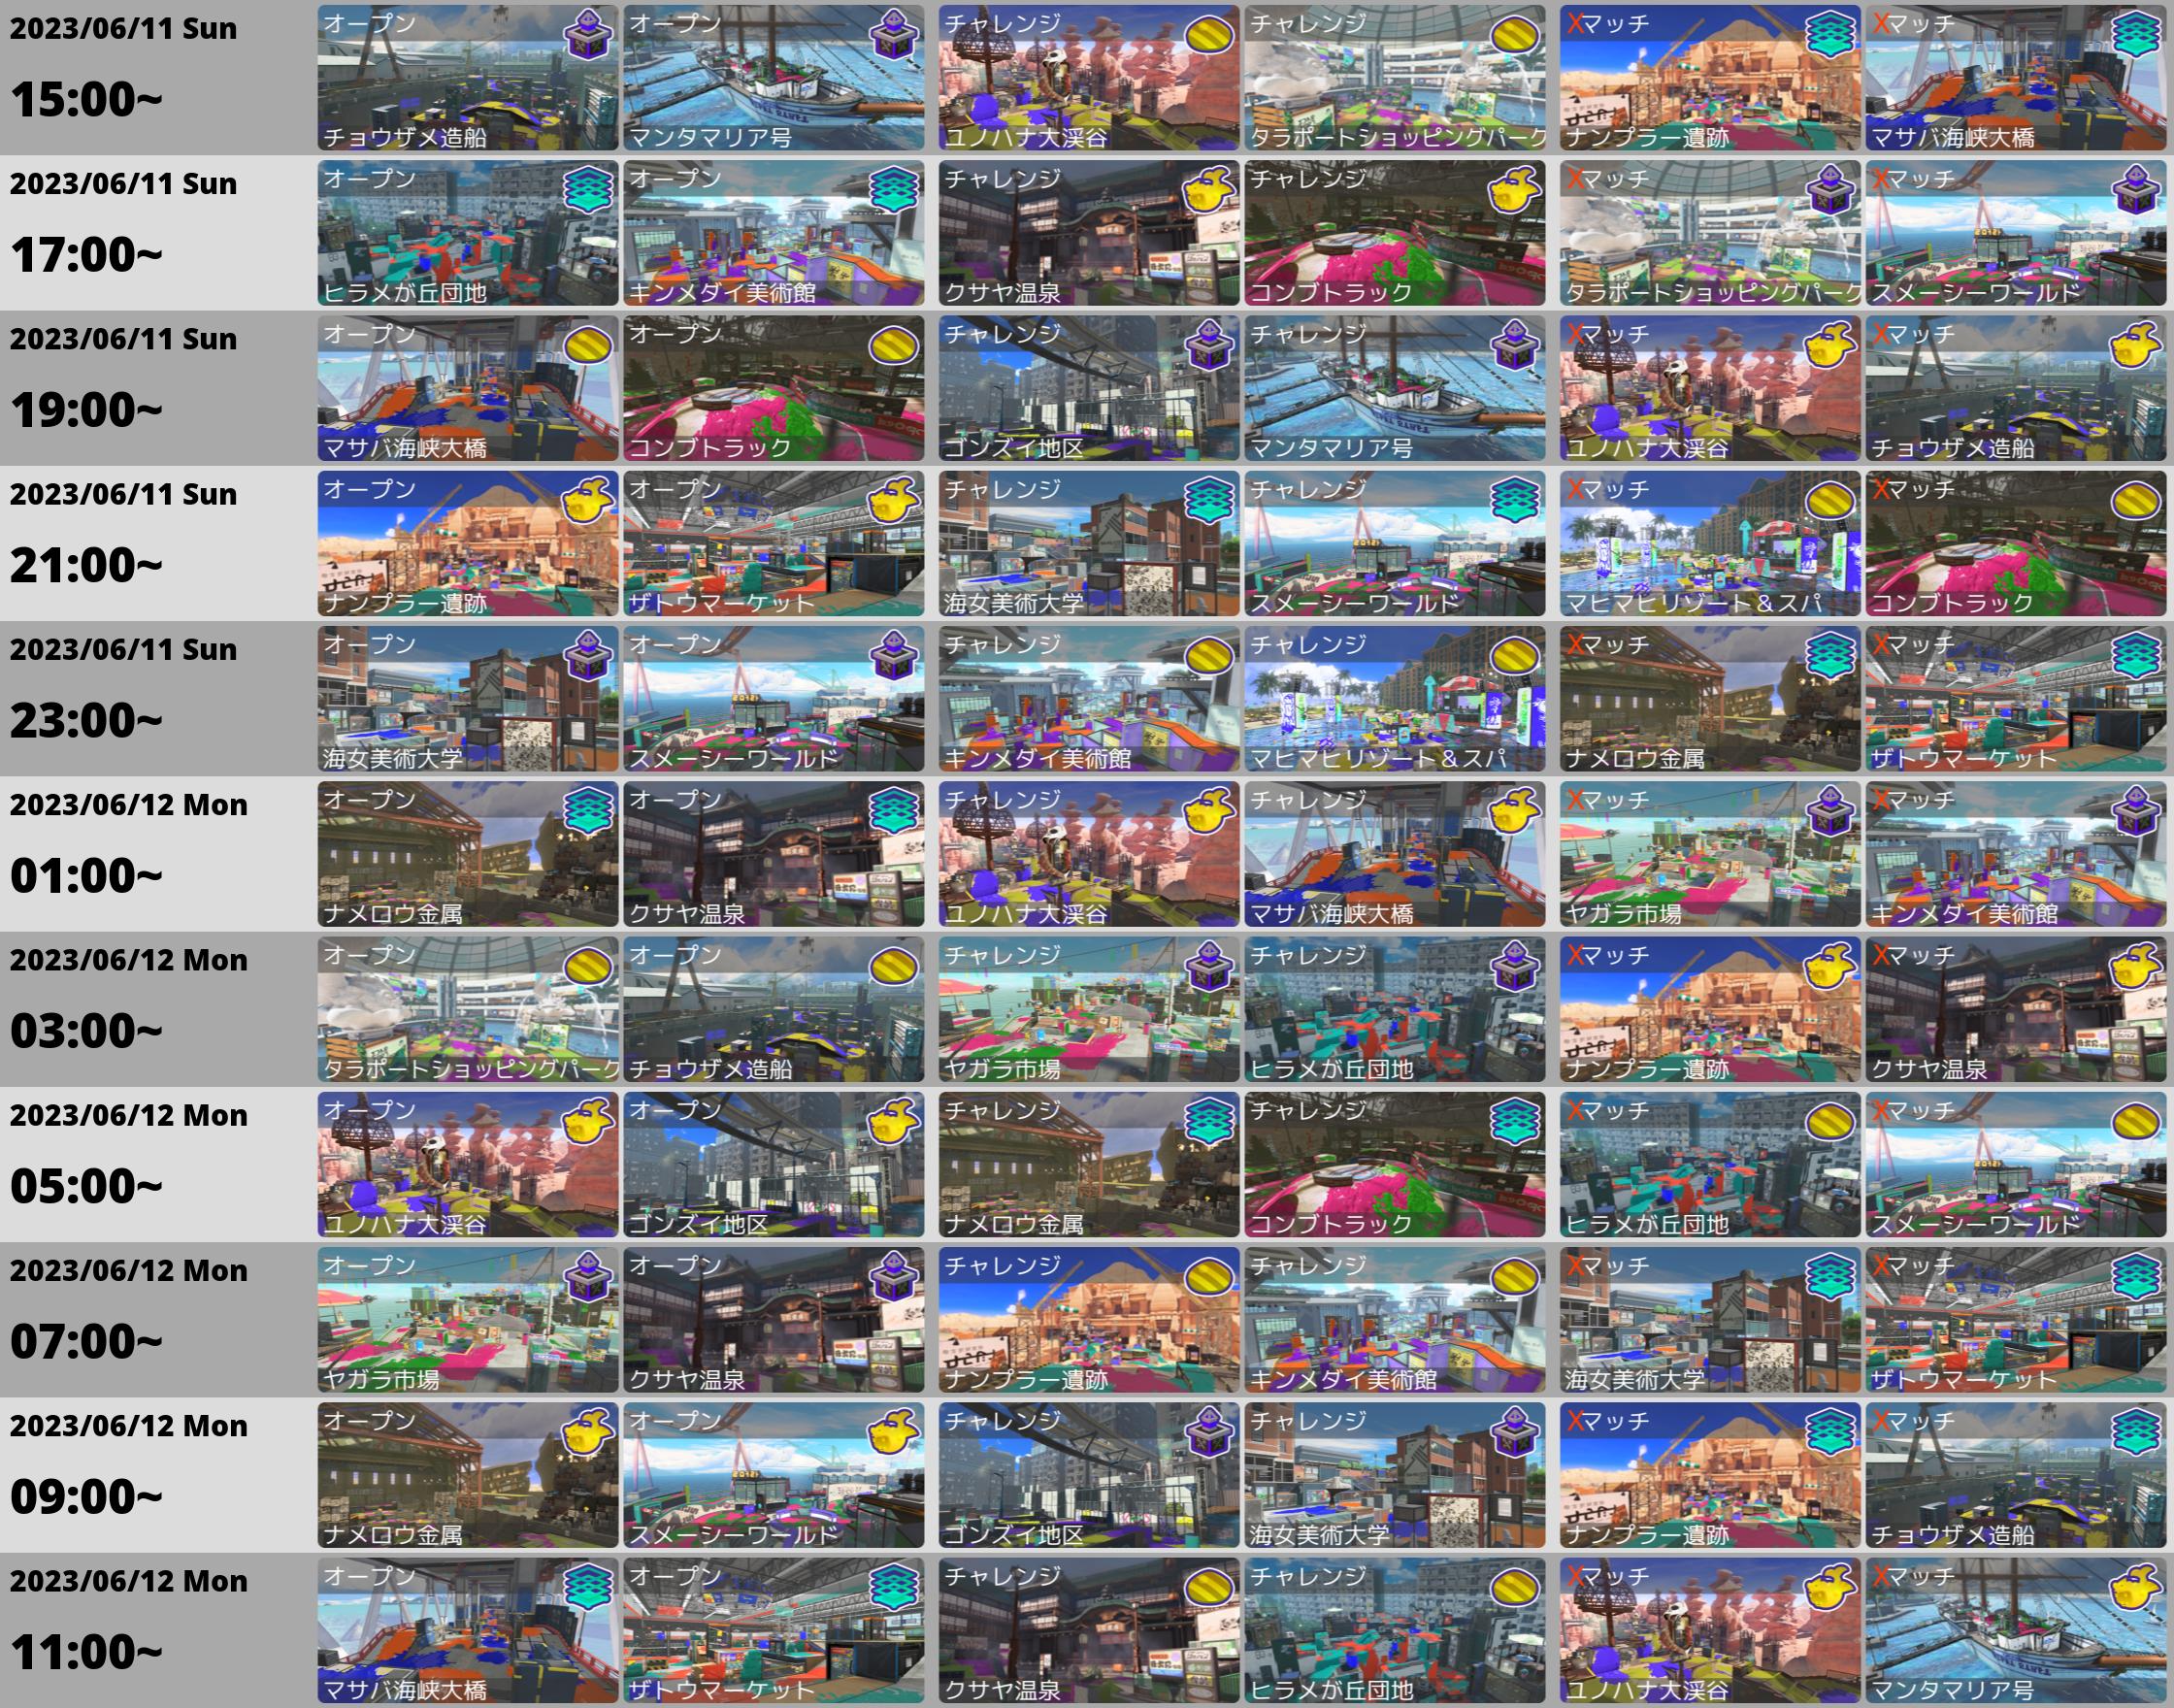 2023/06/11 Sun
15:00~
オープン
チョウザメ造船
オープン
マンタマリア号
チャレンジ
ユノハナ大渓谷
チャレンジ
タラポートショッピングパーク
Xマッチ
ナンプラー遺跡
Xマッチ
マサバ海峡大橋
2023/06/11 Sun
17:00~
オープン
ヒラメが丘団地
オープン
キンメダイ美術館
チャレンジ
クサヤ温泉
チャレンジ
コンブトラック
Xマッチ
タラポートショッピングパーク
Xマッチ
スメーシーワールド
2023/06/11 Sun
19:00~
オープン
マサバ海峡大橋
オープン
コンブトラック
チャレンジ
ゴンズイ地区
チャレンジ
マンタマリア号
Xマッチ
ユノハナ大渓谷
Xマッチ
チョウザメ造船
2023/06/11 Sun
21:00~
オープン
ナンプラー遺跡
オープン
ザトウマーケット
チャレンジ
海女美術大学
チャレンジ
スメーシーワールド
Xマッチ
マヒマヒリゾート＆スパ
Xマッチ
コンブトラック
2023/06/11 Sun
23:00~
オープン
海女美術大学
オープン
スメーシーワールド
チャレンジ
キンメダイ美術館
チャレンジ
マヒマヒリゾート＆スパ
Xマッチ
ナメロウ金属
Xマッチ
ザトウマーケット
2023/06/12 Mon
01:00~
オープン
ナメロウ金属
オープン
クサヤ温泉
チャレンジ
ユノハナ大渓谷
チャレンジ
マサバ海峡大橋
Xマッチ
ヤガラ市場
Xマッチ
キンメダイ美術館
2023/06/12 Mon
03:00~
オープン
タラポートショッピングパーク
オープン
チョウザメ造船
チャレンジ
ヤガラ市場
チャレンジ
ヒラメが丘団地
Xマッチ
ナンプラー遺跡
Xマッチ
クサヤ温泉
2023/06/12 Mon
05:00~
オープン
ユノハナ大渓谷
オープン
ゴンズイ地区
チャレンジ
ナメロウ金属
チャレンジ
コンブトラック
Xマッチ
ヒラメが丘団地
Xマッチ
スメーシーワールド
2023/06/12 Mon
07:00~
オープン
ヤガラ市場
オープン
クサヤ温泉
チャレンジ
ナンプラー遺跡
チャレンジ
キンメダイ美術館
Xマッチ
海女美術大学
Xマッチ
ザトウマーケット
2023/06/12 Mon
09:00~
オープン
ナメロウ金属
オープン
スメーシーワールド
チャレンジ
ゴンズイ地区
チャレンジ
海女美術大学
Xマッチ
ナンプラー遺跡
Xマッチ
チョウザメ造船
2023/06/12 Mon
11:00~
オープン
マサバ海峡大橋
オープン
ザトウマーケット
チャレンジ
クサヤ温泉
チャレンジ
ヒラメが丘団地
Xマッチ
ユノハナ大渓谷
Xマッチ
マンタマリア号